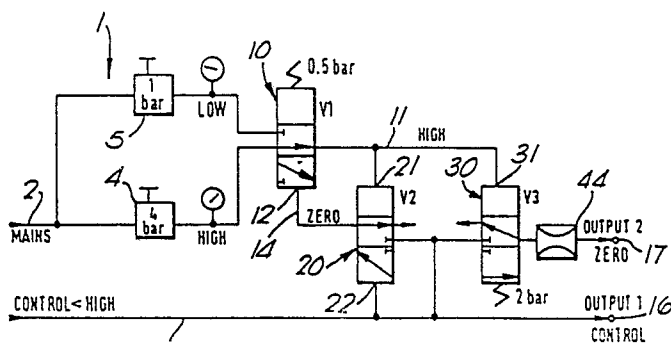 1
10
0.5 bar
1 bar
5
LOW
V1
11
HIGH
21
30
31
2
4
4 bar
MAINS
HIGH
12
14
ZERO
V2
V3
44
OUTPUT 2
17
ZERO
20
22
2 bar
CONTROL<HIGH
OUTPUT 1
16
CONTROL